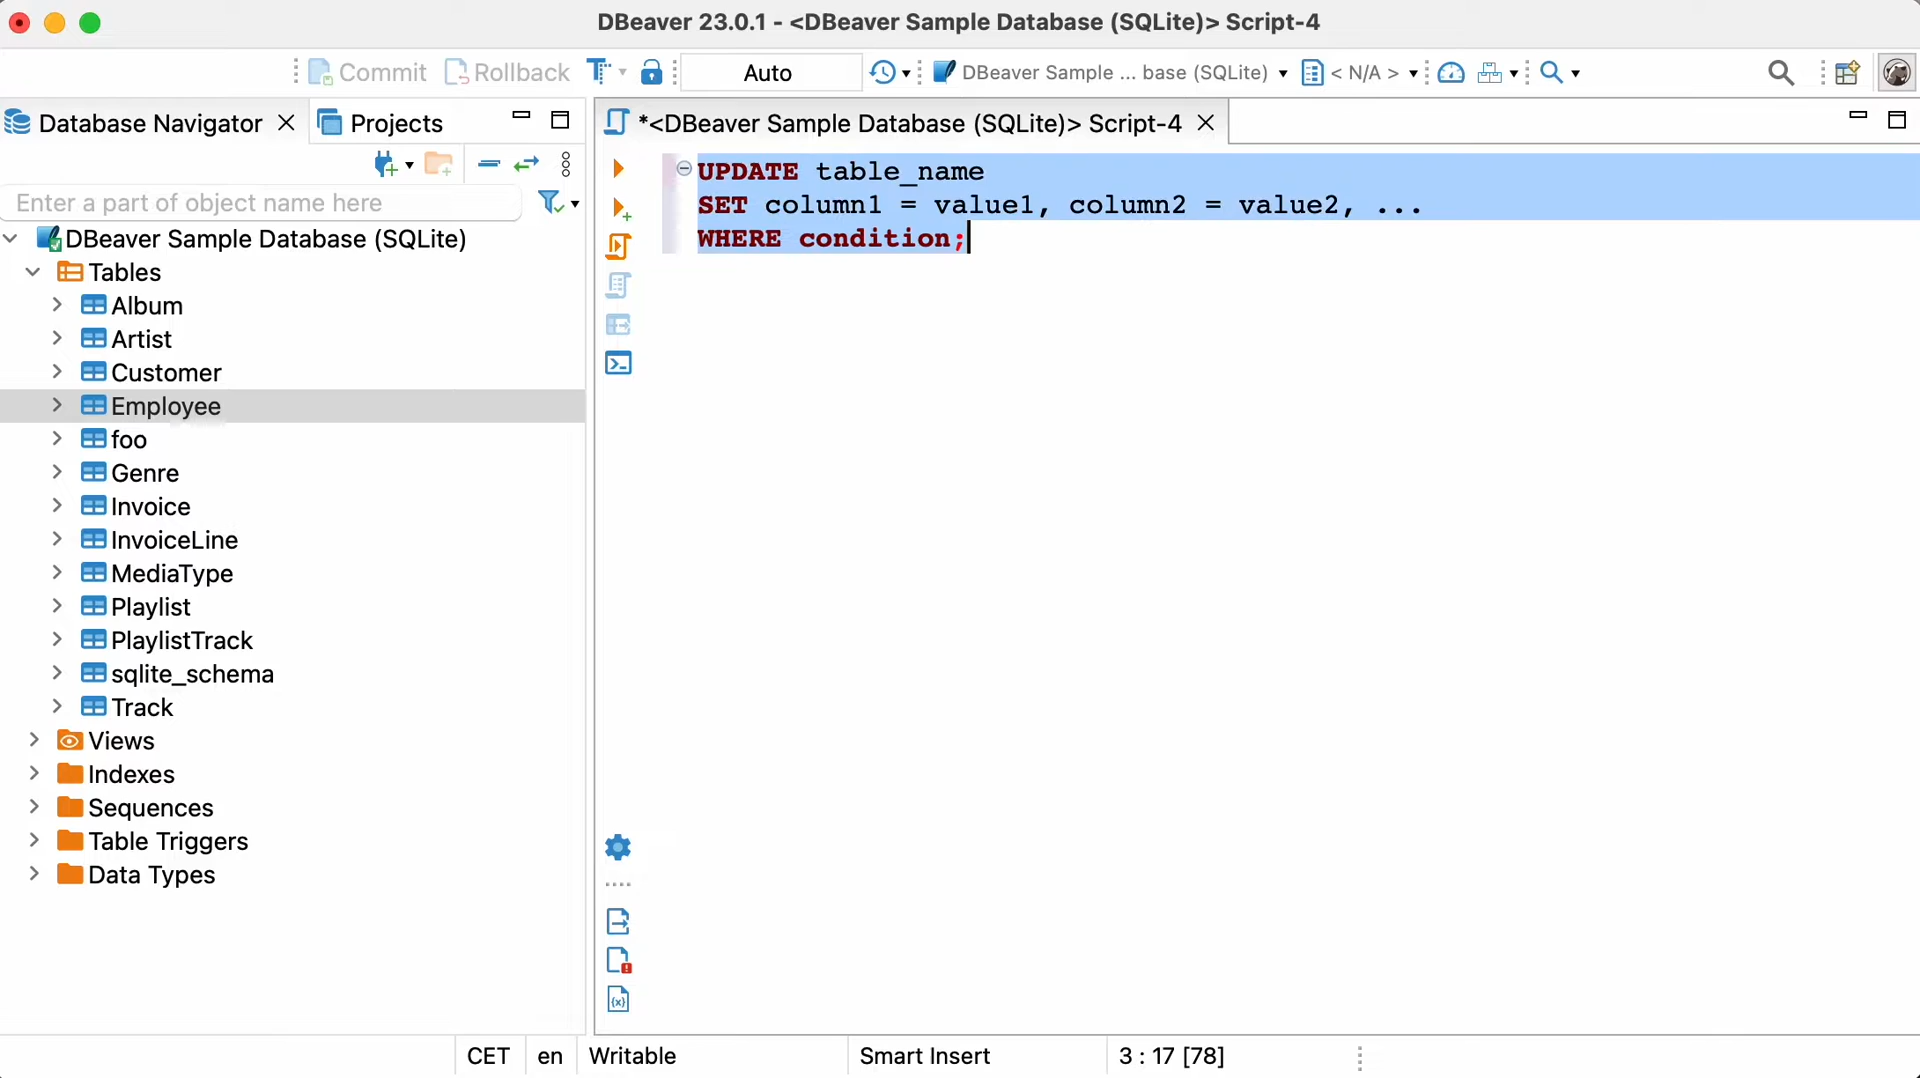 DBeaver 23.0.1 - <DBeaver Sample Database (SQLite)> Script-4
Commit Rollback Auto DBeaver Sample ... base (SQLite) < N/A >
Database Navigator Projects
*<DBeaver Sample Database (SQLite)> Script-4
Enter a part of object name here
DBeaver Sample Database (SQLite)
Tables
Album
Artist
Customer
Employee
foo
Genre
Invoice
InvoiceLine
MediaType
Playlist
PlaylistTrack
sqlite_schema
Track
Views
Indexes
Sequences
Table Triggers
Data Types
UPDATE table_name
SET column1 = value1, column2 = value2, ...
WHERE condition;
CET en Writable Smart Insert 3 : 17 [78]